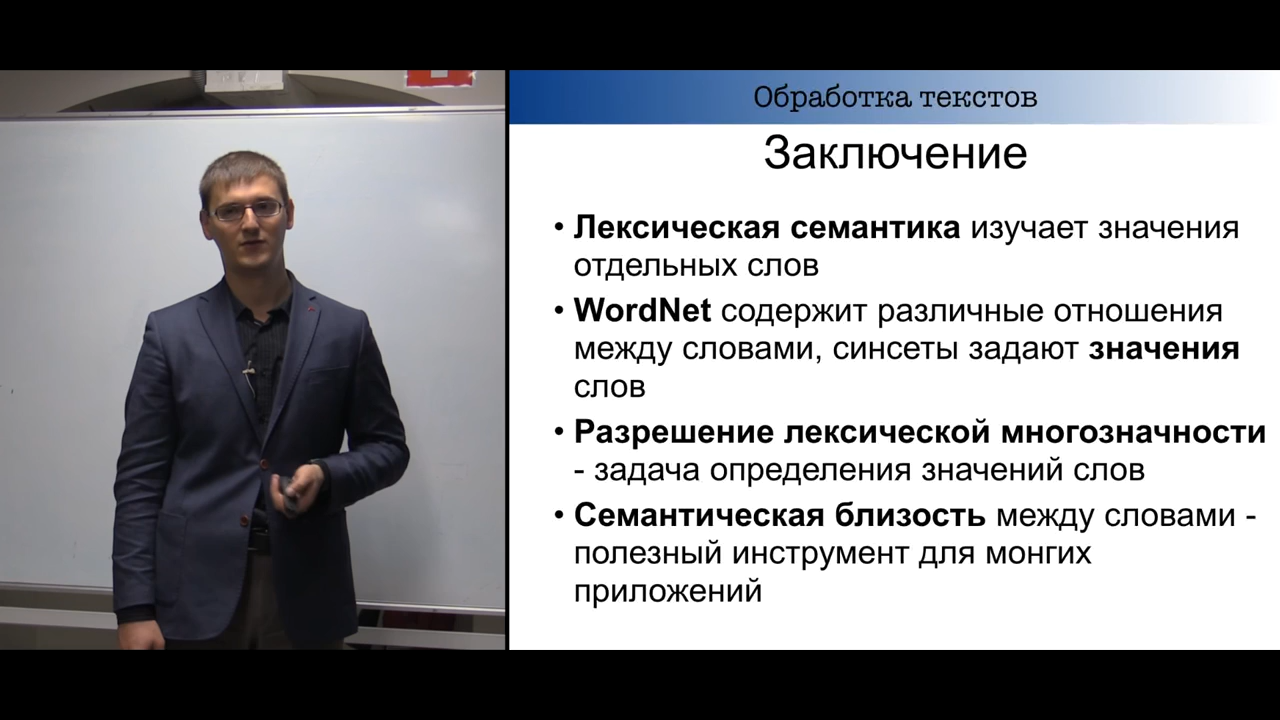 Обработка текстов
Заключение
• Лексическая семантика изучает значения
отдельных слов
• WordNet содержит различные отношения
между словами, синсеты задают значения
слов
• Разрешение лексической многозначности
- задача определения значений слов
• Семантическая близость между словами -
полезный инструмент для монгих
приложений